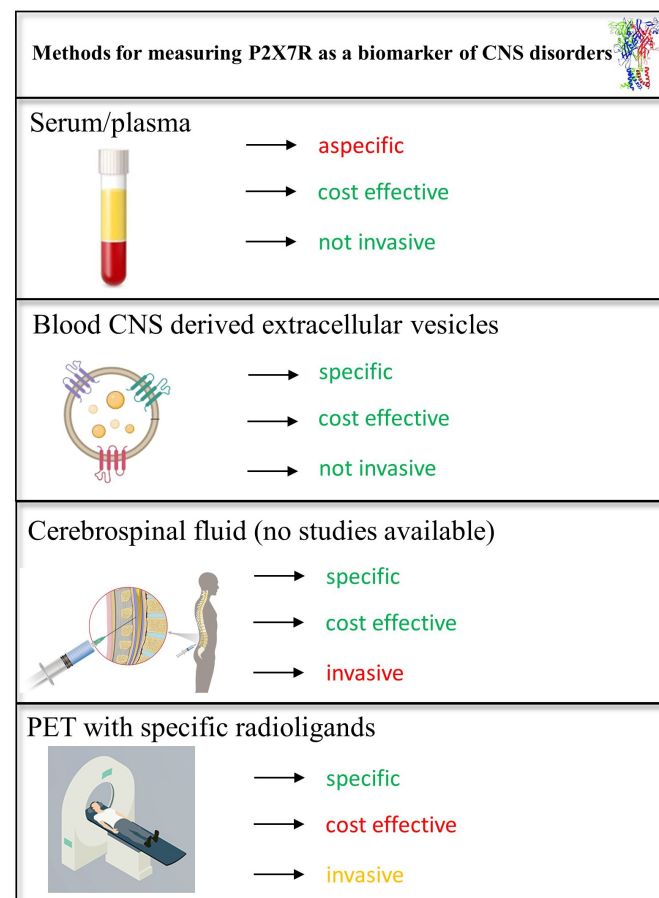 Methods for measuring P2X7R as a biomarker of CNS disorders
Serum/plasma
aspecific
cost effective
not invasive
Blood CNS derived extracellular vesicles
specific
cost effective
not invasive
Cerebrospinal fluid (no studies available)
specific
cost effective
invasive
PET with specific radioligands
specific
cost effective
invasive